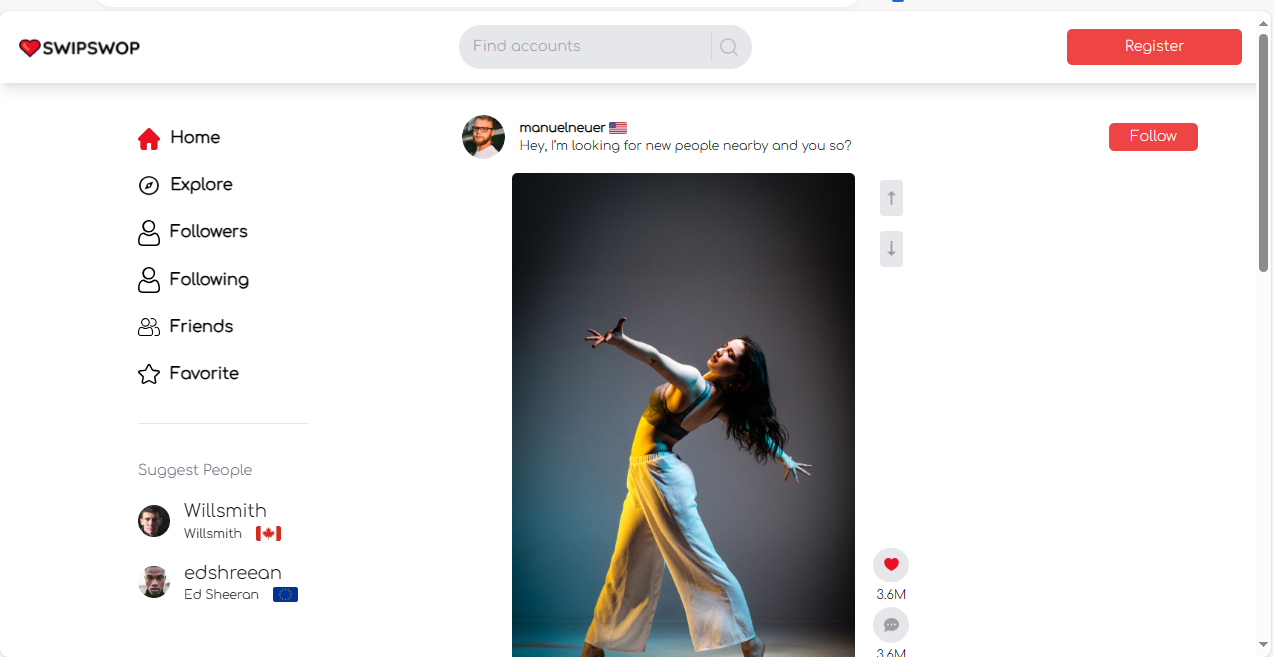 SWIPSWOP
Find accounts
Register
Home
Explore
Followers
Following
Friends
Favorite
Suggest People
Willsmith
Willsmith
edshreean
Ed Sheeran
manuelneuer
Hey, I'm looking for new people nearby and you so?
Follow
3.6M
3.6M